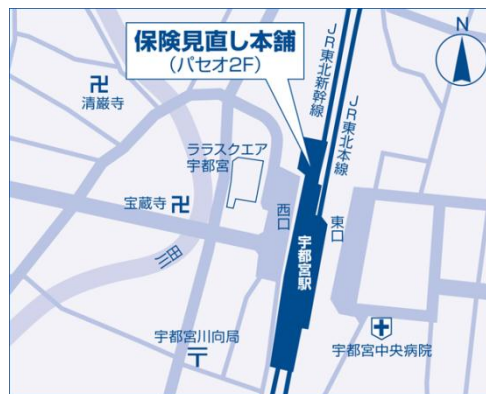 保険見直し本舗
(パセオ2F)
N
JR東北新幹線
JR東北本線
清巌寺
ララスクエア
宇都宮
宝蔵寺
西口
東口
宇都宮駅
田川
宇都宮川向局
宇都宮中央病院